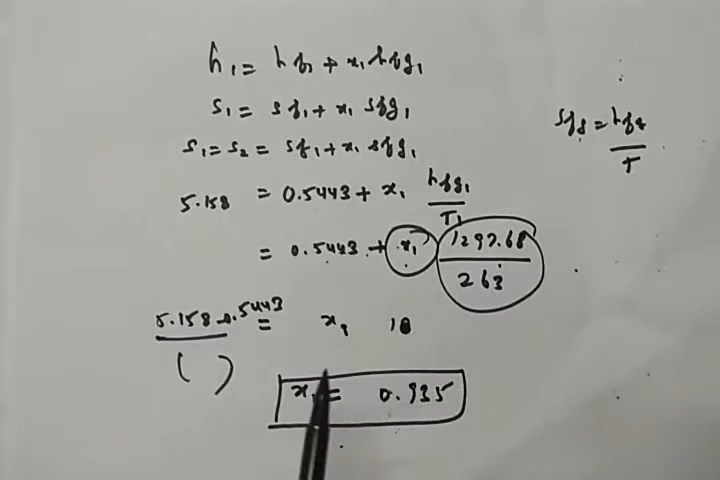 h₁ = hf₁ + x₁ hfg₁
s₁ = sf₁ + x₁ sfg₁
s₁ = s₂ = sf₁ + x₁ sfg₁
sfg = hfg / T
5.158 = 0.5443 + x₁ hfg₁ / T₁
= 0.5443 + x₁ 1297.68 / 263
5.158 - 0.5443 / ( ) = x₁
x₁ = 0.935